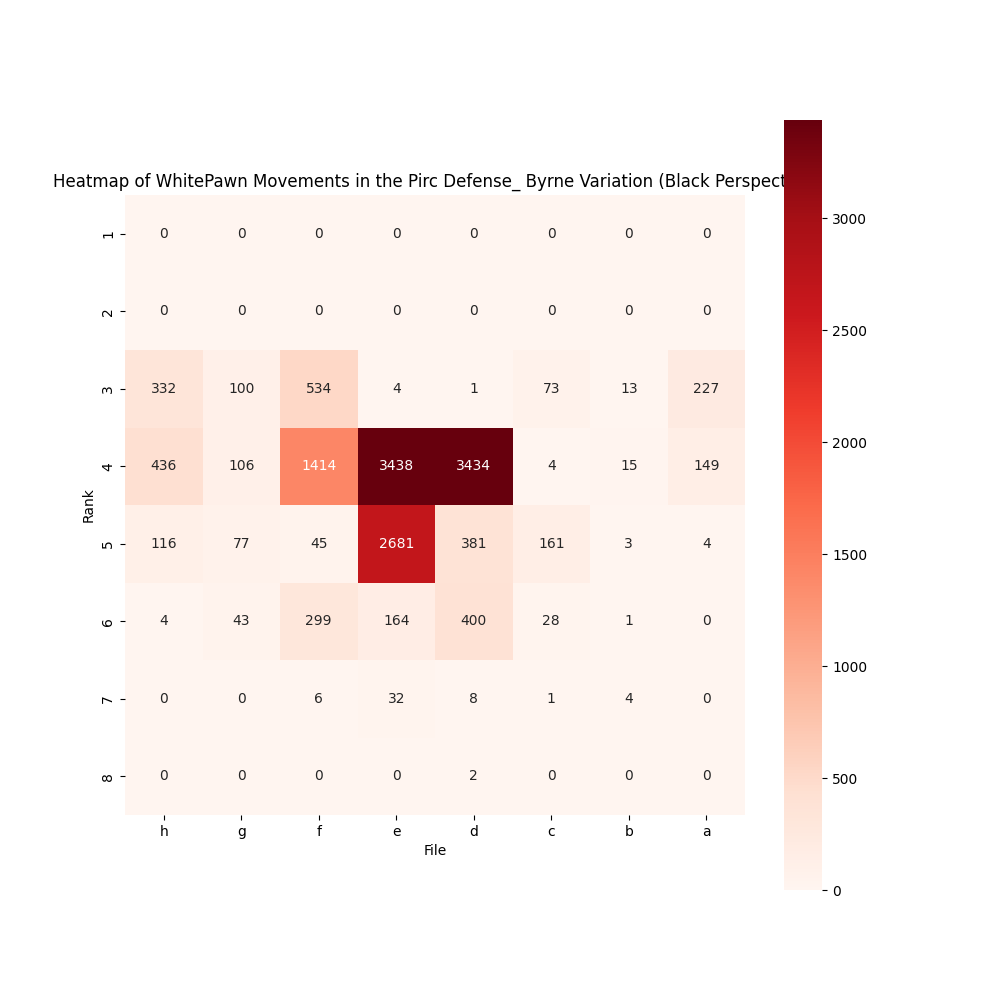 Heatmap of WhitePawn Movements in the Pirc Defense_ Byrne Variation (Black Perspect
1 0 0 0 0 0 0 0 0
2 0 0 0 0 0 0 0 0
3 332 100 534 4 1 73 13 227
4 436 106 1414 3438 3434 4 15 149
Rank
5 116 77 45 2681 381 161 3 4
6 4 43 299 164 400 28 1 0
7 0 0 6 32 8 1 4 0
8 0 0 0 0 2 0 0 0
h g f e d c b a
File
3000
2500
2000
1500
1000
500
0